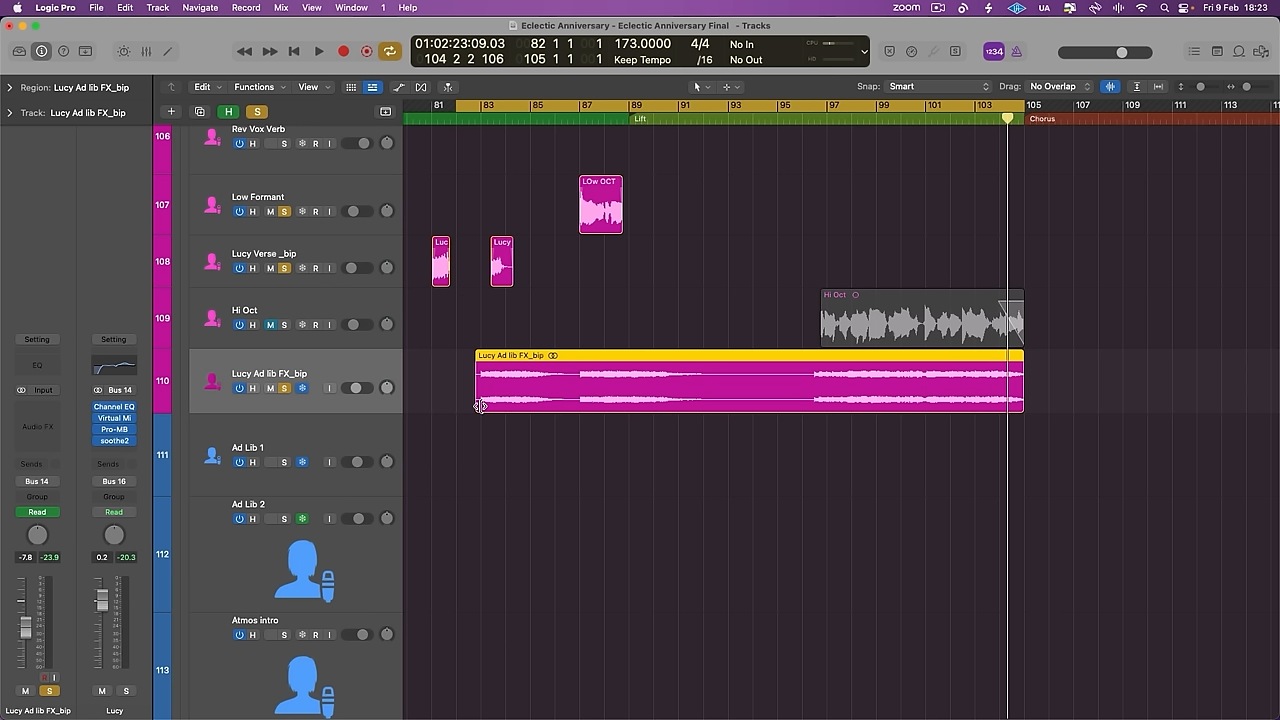 Logic Pro File Edit Track Navigate Record Mix View Window 1 Help zoom UA Fri 9 Feb 18:23
Eclectic Anniversary - Eclectic Anniversary Final - Tracks
01:02:23:09.03 82 1 1 1 173.0000 4/4 No In CPU
104 2 2 106 105 1 1 1 Keep Tempo /16 No Out HD
1234
Region: Lucy Ad lib FX_bip Edit Functions View Snap: Smart Drag: No Overlap
81 83 85 87 89 91 93 95 97 99 101 103 105 107 109 111 113
Track: Lucy Ad lib FX_bip H S
Lift Chorus
106 Rev Vox Verb
H S R I
107 Low Formant LOw OCT
H M S R I
108 Lucy Verse _bip Luc Lucy
H M S R I
109 Hi Oct Hi Oct
H M S R I
Setting Setting
EQ
Input Bus 14
Audio FX
Channel EQ
Virtual Mi
Pro-MB
soothe2
110 Lucy Ad lib FX_bip Lucy Ad lib FX_bip
H M S I
111 Ad Lib 1
H S I
Sends Sends
Bus 14 Bus 16
Group Group
Read Read
-7.8 -23.9 0.2 -20.3
112 Ad Lib 2
H S I
113 Atmos intro
H S R I
R I
M S M S
Lucy Ad lib FX_bip Lucy